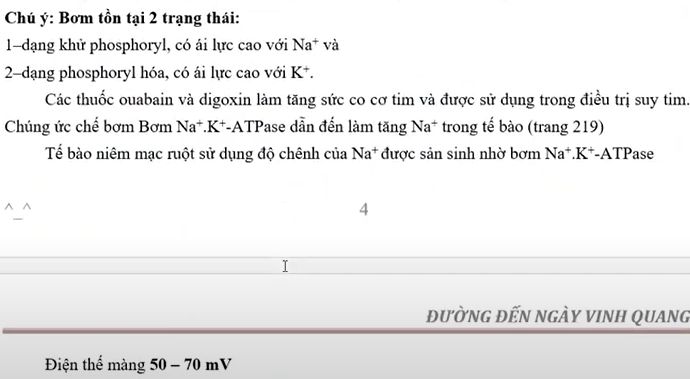 Chú ý: Bơm tồn tại 2 trạng thái:
1–dạng khử phosphoryl, có ái lực cao với Na⁺ và
2–dạng phosphoryl hóa, có ái lực cao với K⁺.
Các thuốc ouabain và digoxin làm tăng sức co cơ tim và được sử dụng trong điều trị suy tim.
Chúng ức chế bơm Bơm Na⁺.K⁺-ATPase dẫn đến làm tăng Na⁺ trong tế bào (trang 219)
Tế bào niêm mạc ruột sử dụng độ chênh của Na⁺ được sản sinh nhờ bơm Na⁺.K⁺-ATPase
^_^ 4
ĐƯỜNG ĐẾN NGÀY VINH QUANG
Điện thế màng 50 – 70 mV